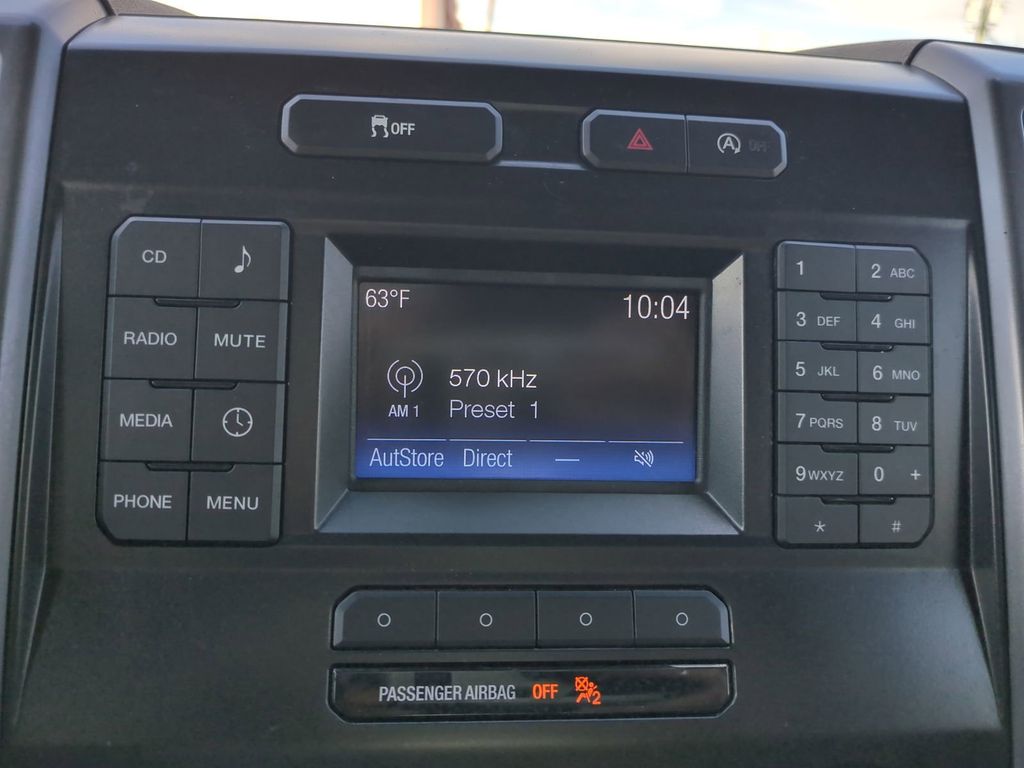 OFF
A OFF
CD
RADIO MUTE
MEDIA
PHONE MENU
63°F 10:04
AM 1 570 kHz
Preset 1
AutStore Direct —
1 2 ABC
3 DEF 4 GHI
5 JKL 6 MNO
7 PQRS 8 TUV
9 WXYZ 0 +
* #
PASSENGER AIRBAG OFF 2